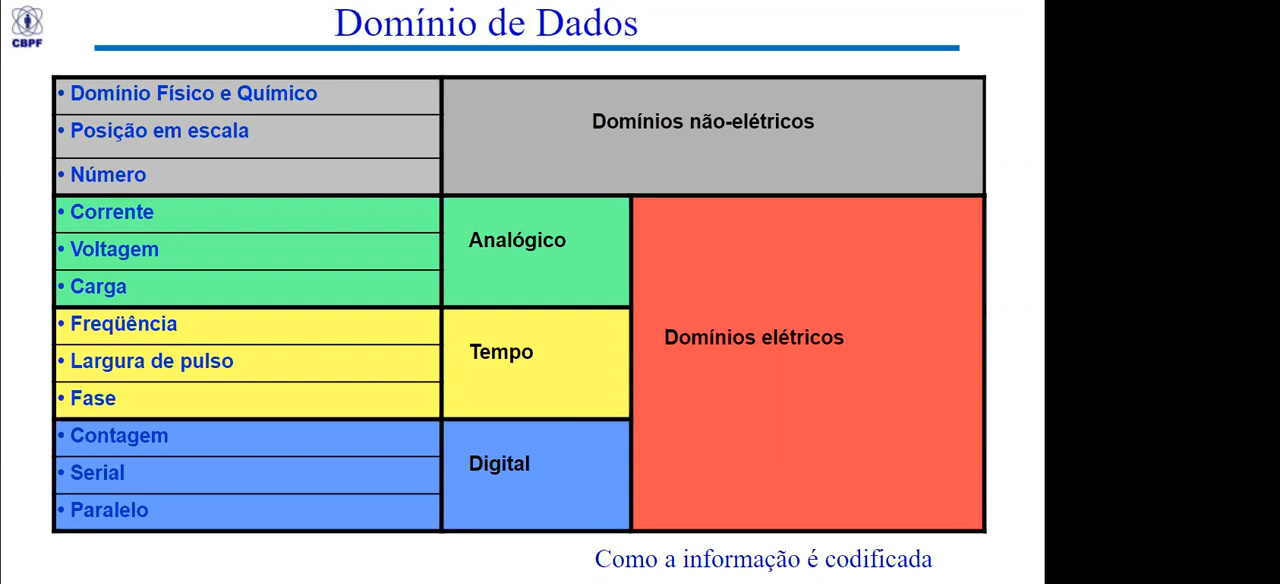 CBPF
Domínio de Dados
• Domínio Físico e Químico
Domínios não-elétricos
• Posição em escala
• Número
• Corrente
Analógico
• Voltagem
• Carga
• Freqüência
Domínios elétricos
Tempo
• Largura de pulso
• Fase
• Contagem
Digital
• Serial
• Paralelo
Como a informação é codificada